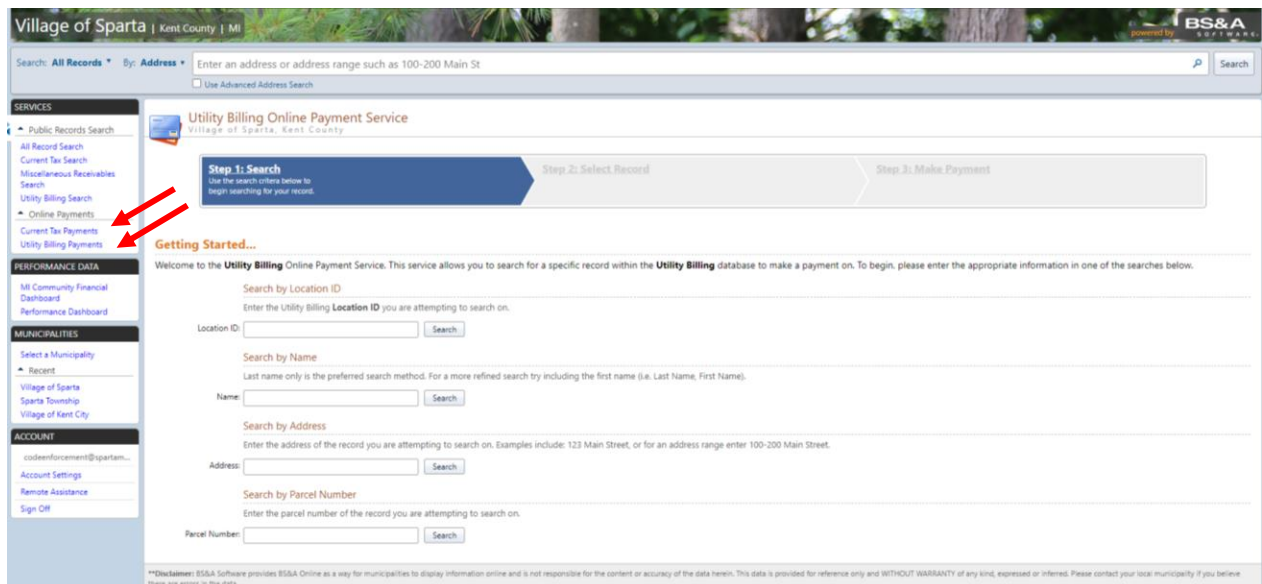 Village of Sparta | Kent County | MI
powered by BS&A SOFTWARE.
Search: All Records By: Address Enter an address or address range such as 100-200 Main St Search
Use Advanced Address Search
SERVICES
Public Records Search
All Record Search
Current Tax Search
Miscellaneous Receivables
Search
Utility Billing Search
Online Payments
Current Tax Payments
Utility Billing Payments
PERFORMANCE DATA
MI Community Financial
Dashboard
Performance Dashboard
MUNICIPALITIES
Select a Municipality
Recent
Village of Sparta
Sparta Township
Village of Kent City
ACCOUNT
codeenforcement@spartam...
Account Settings
Remote Assistance
Sign Off
Utility Billing Online Payment Service
Village of Sparta, Kent County
Step 1: Search
Use the search critera below to
begin searching for your record.
Step 2: Select Record
Step 3: Make Payment
Getting Started...
Welcome to the Utility Billing Online Payment Service. This service allows you to search for a specific record within the Utility Billing database to make a payment on. To begin, please enter the appropriate information in one of the searches below.
Search by Location ID
Enter the Utility Billing Location ID you are attempting to search on.
Location ID: Search
Search by Name
Last name only is the preferred search method. For a more refined search try including the first name (i.e. Last Name, First Name).
Name: Search
Search by Address
Enter the address of the record you are attempting to search on. Examples include: 123 Main Street, or for an address range enter 100-200 Main Street.
Address: Search
Search by Parcel Number
Enter the parcel number of the record you are attempting to search on.
Parcel Number: Search
**Disclaimer: BS&A Software provides BS&A Online as a way for municipalities to display information online and is not responsible for the content or accuracy of the data herein. This data is provided for reference only and WITHOUT WARRANTY of any kind, expressed or inferred. Please contact your local municipality if you believe
there are errors in the data.